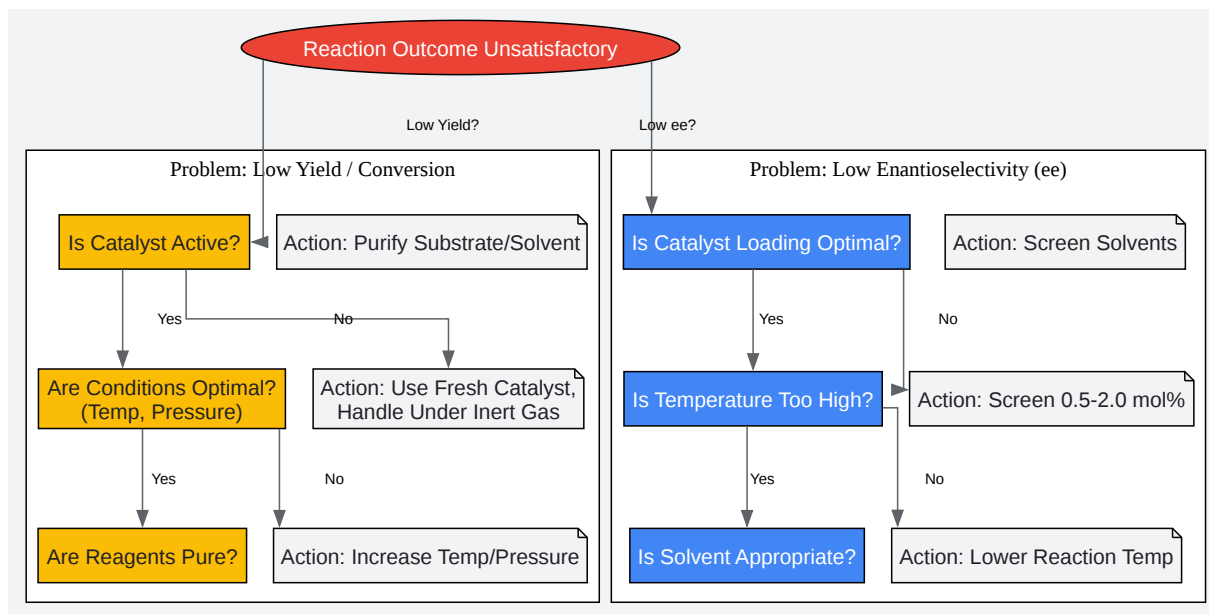 Reaction Outcome Unsatisfactory
Low Yield?
Low ee?
Problem: Low Yield / Conversion
Is Catalyst Active?
Action: Purify Substrate/Solvent
Yes
No
Are Conditions Optimal?
(Temp, Pressure)
Action: Use Fresh Catalyst,
Handle Under Inert Gas
Yes
No
Are Reagents Pure?
Action: Increase Temp/Pressure
Problem: Low Enantioselectivity (ee)
Is Catalyst Loading Optimal?
Action: Screen Solvents
Yes
No
Is Temperature Too High?
Action: Screen 0.5-2.0 mol%
Yes
No
Is Solvent Appropriate?
Action: Lower Reaction Temp